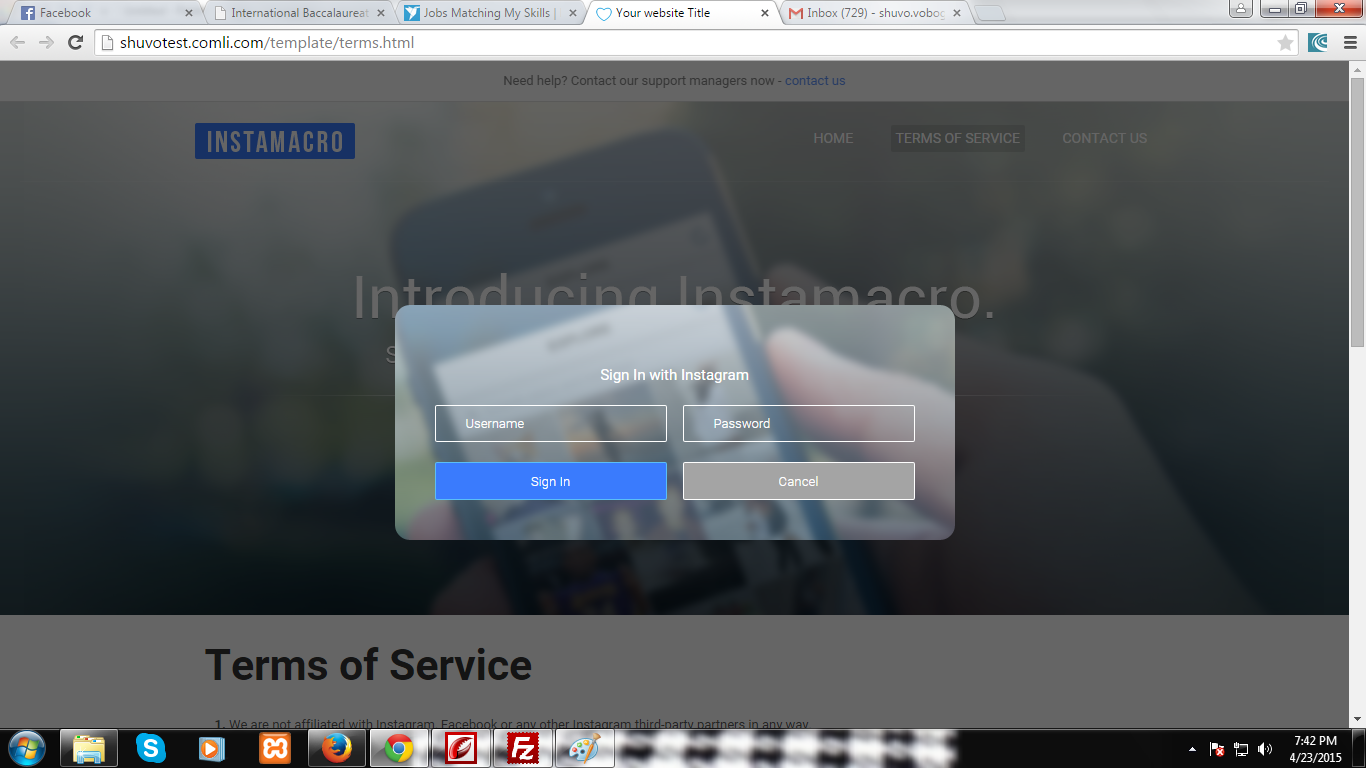 Facebook
International Baccalaureat
Jobs Matching My Skills |
Your website Title
Inbox (729) - shuvo.vobog
shuvotest.comli.com/template/terms.html
Need help? Contact our support managers now - contact us
INSTAMACRO
HOME
TERMS OF SERVICE
CONTACT US
Introducing Instamacro.
S
Sign In with Instagram
Username
Password
Sign In
Cancel
Terms of Service
1. We are not affiliated with Instagram, Facebook or any other Instagram third-party partners in any way.
7:42 PM
4/23/2015